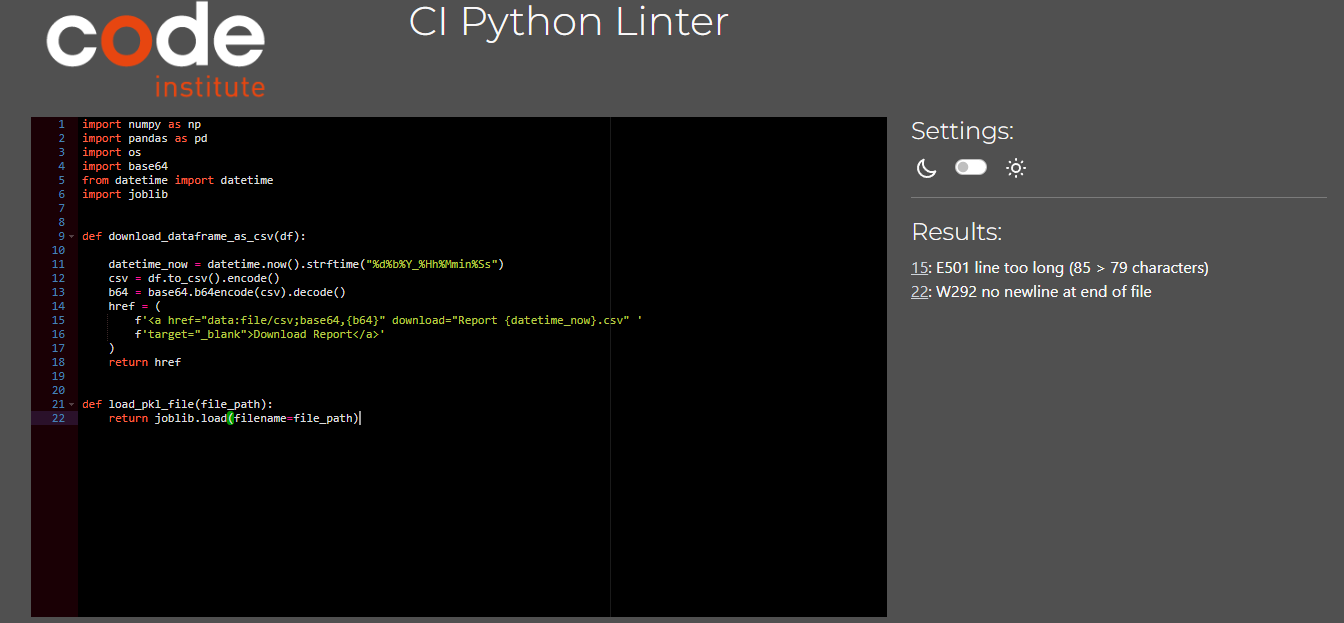 code
institute
CI Python Linter
1 import numpy as np
2 import pandas as pd
3 import os
4 import base64
5 from datetime import datetime
6 import joblib
7
8
9 def download_dataframe_as_csv(df):
10
11     datetime_now = datetime.now().strftime("%d%b%Y_%Hh%Mmin%Ss")
12     csv = df.to_csv().encode()
13     b64 = base64.b64encode(csv).decode()
14     href = (
15         f'<a href="data:file/csv;base64,{b64}" download="Report {datetime_now}.csv" '
16         f'target="_blank">Download Report</a>'
17     )
18     return href
19
20
21 def load_pkl_file(file_path):
22     return joblib.load(filename=file_path)
Settings:
Results:
15: E501 line too long (85 > 79 characters)
22: W292 no newline at end of file